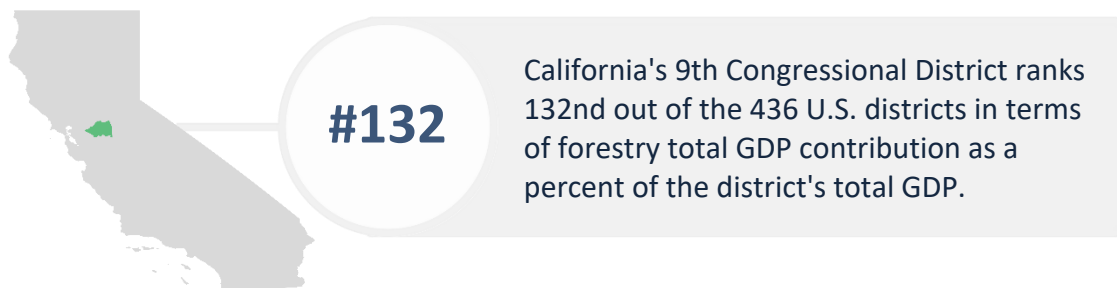 #132
California's 9th Congressional District ranks
132nd out of the 436 U.S. districts in terms
of forestry total GDP contribution as a
percent of the district's total GDP.